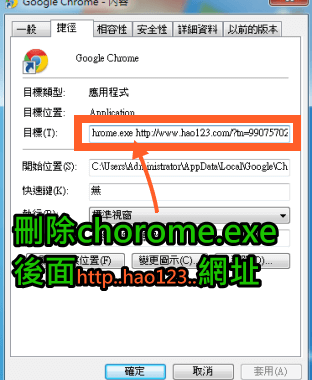 Google Chrome - 內容
一般 捷徑 相容性 安全性 詳細資料 以前的版本
Google Chrome
目標類型: 應用程式
目標位置: Application
目標(T): hrome.exe http://www.hao123.com/?tn=99075702
開始位置(S): C:\Users\Administrator\AppData\Local\Google\Ch
快速鍵(K): 無
標準視窗
刪除chorome.exe
後面http..hao123..網址
位置(F) 變更圖示(C)...
確定 取消 套用(A)